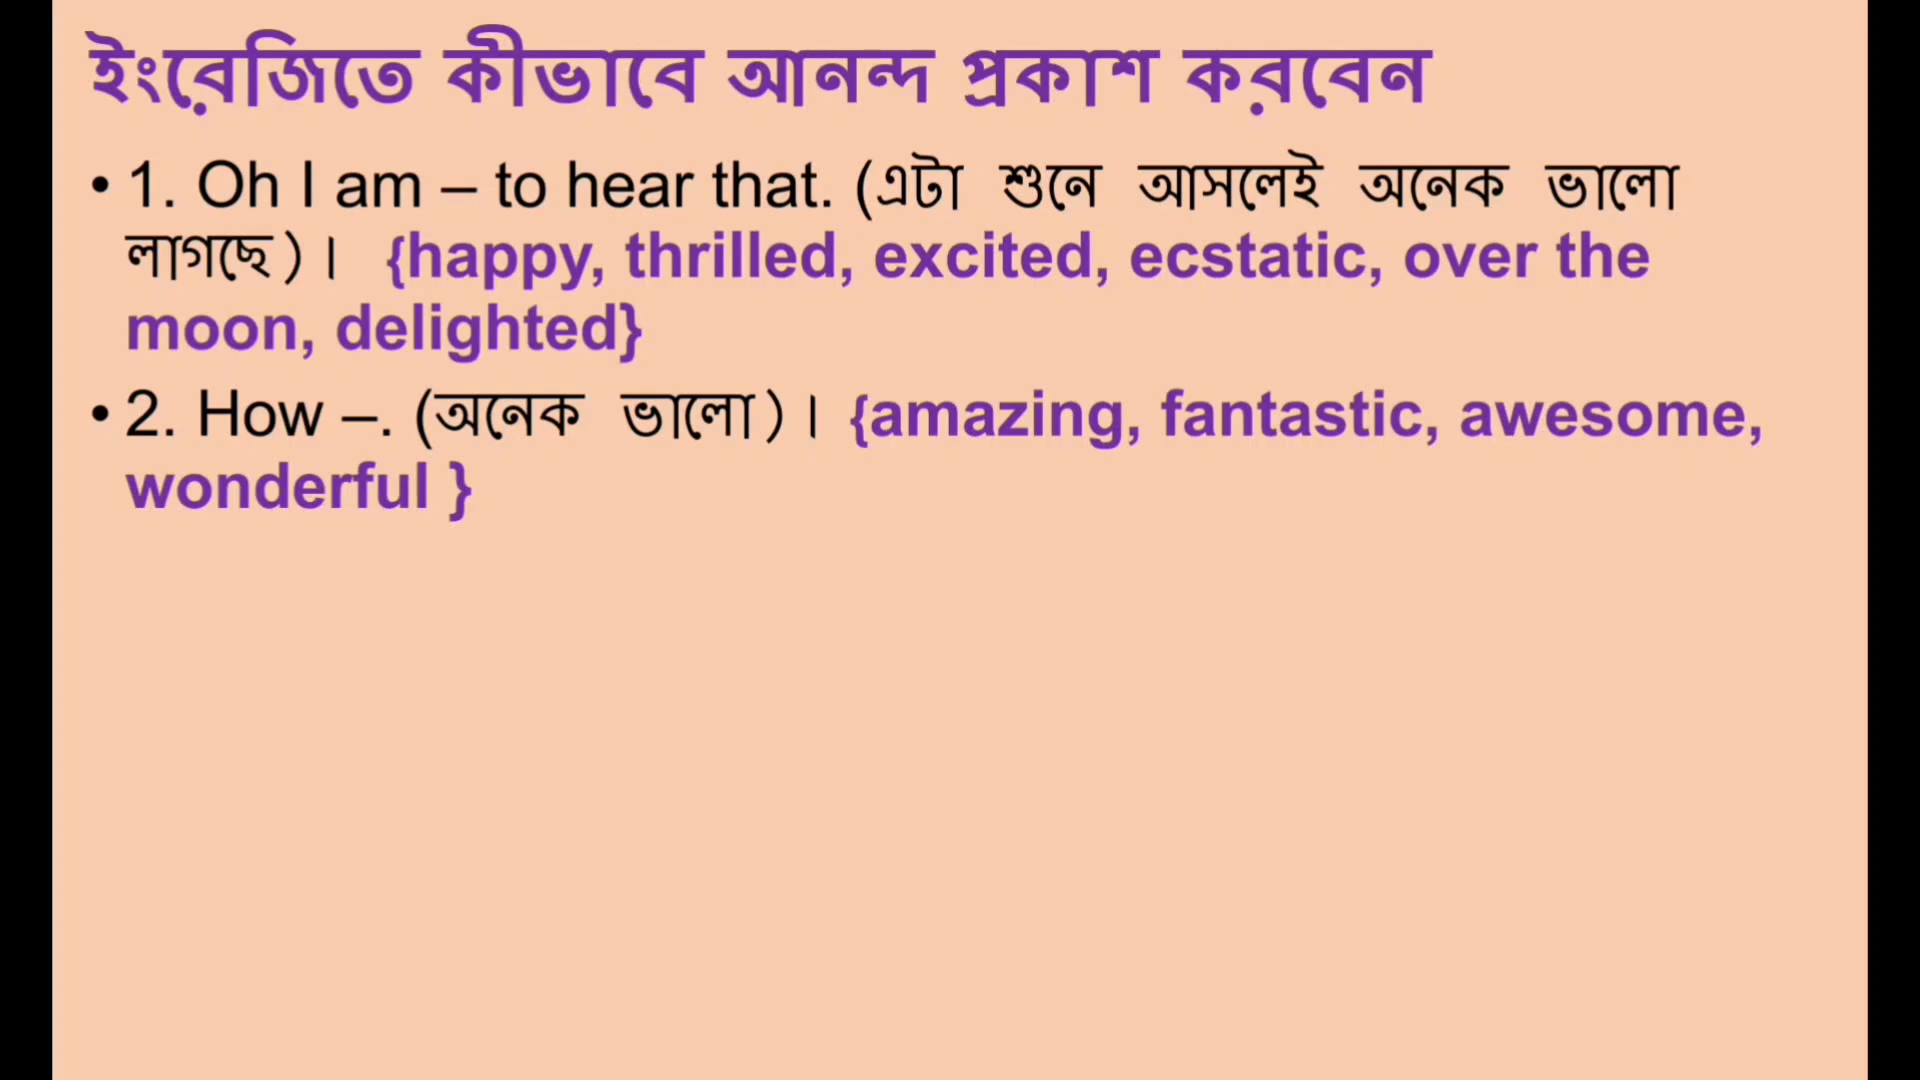 ইংরেজিতে কীভাবে আনন্দ প্রকাশ করবেন
• 1. Oh I am – to hear that. (এটা শুনে আসলেই অনেক ভালো
লাগছে)। {happy, thrilled, excited, ecstatic, over the
moon, delighted}
• 2. How –. (অনেক ভালো)। {amazing, fantastic, awesome,
wonderful }